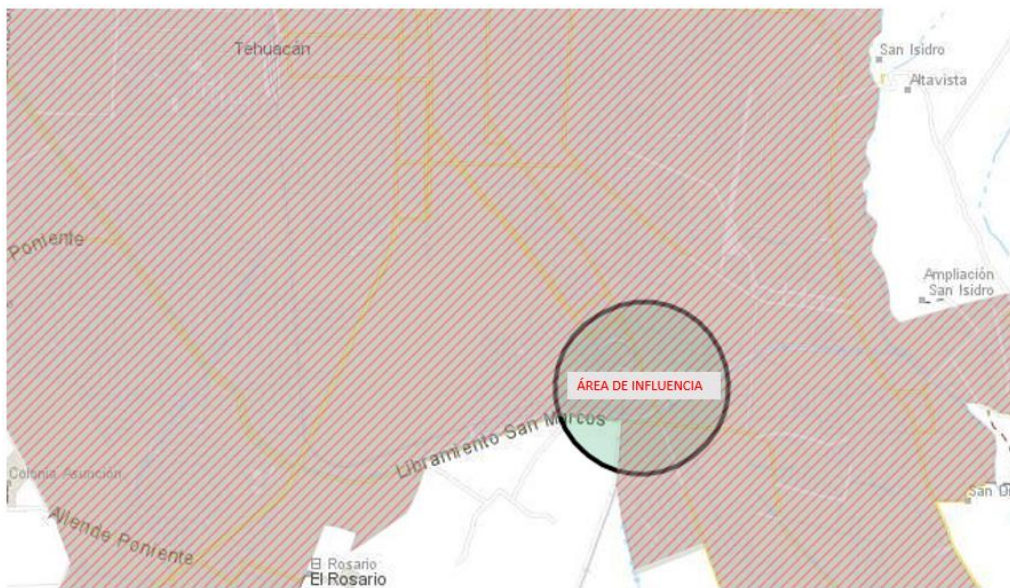 Tehuacán
San Isidro
Altavista
Poniente
Ampliación
San Isidro
ÁREA DE INFLUENCIA
Libramiento San Marcos
Colonia Asunción
Allende Poniente
El Rosario
El Rosario